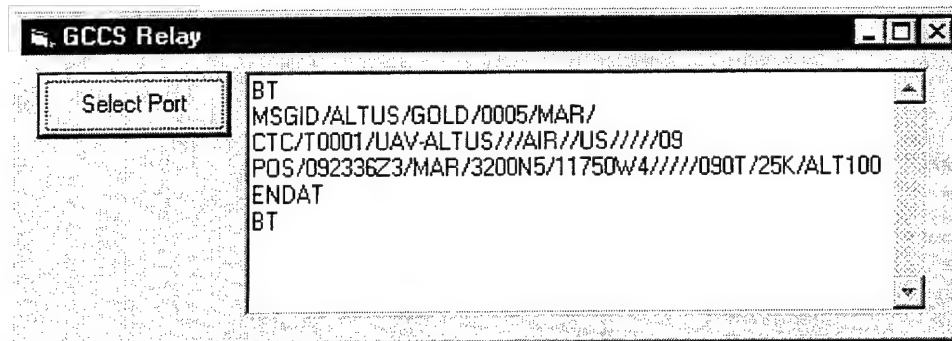 GCCS Relay
Select Port
BT
MSGID/ALTUS/GOLD/0005/MAR/
CTC/T0001/UAV-ALTUS///AIR//US/////09
POS/092336Z3/MAR/3200N5/11750W4/////090T/25K/ALT100
ENDAT
BT